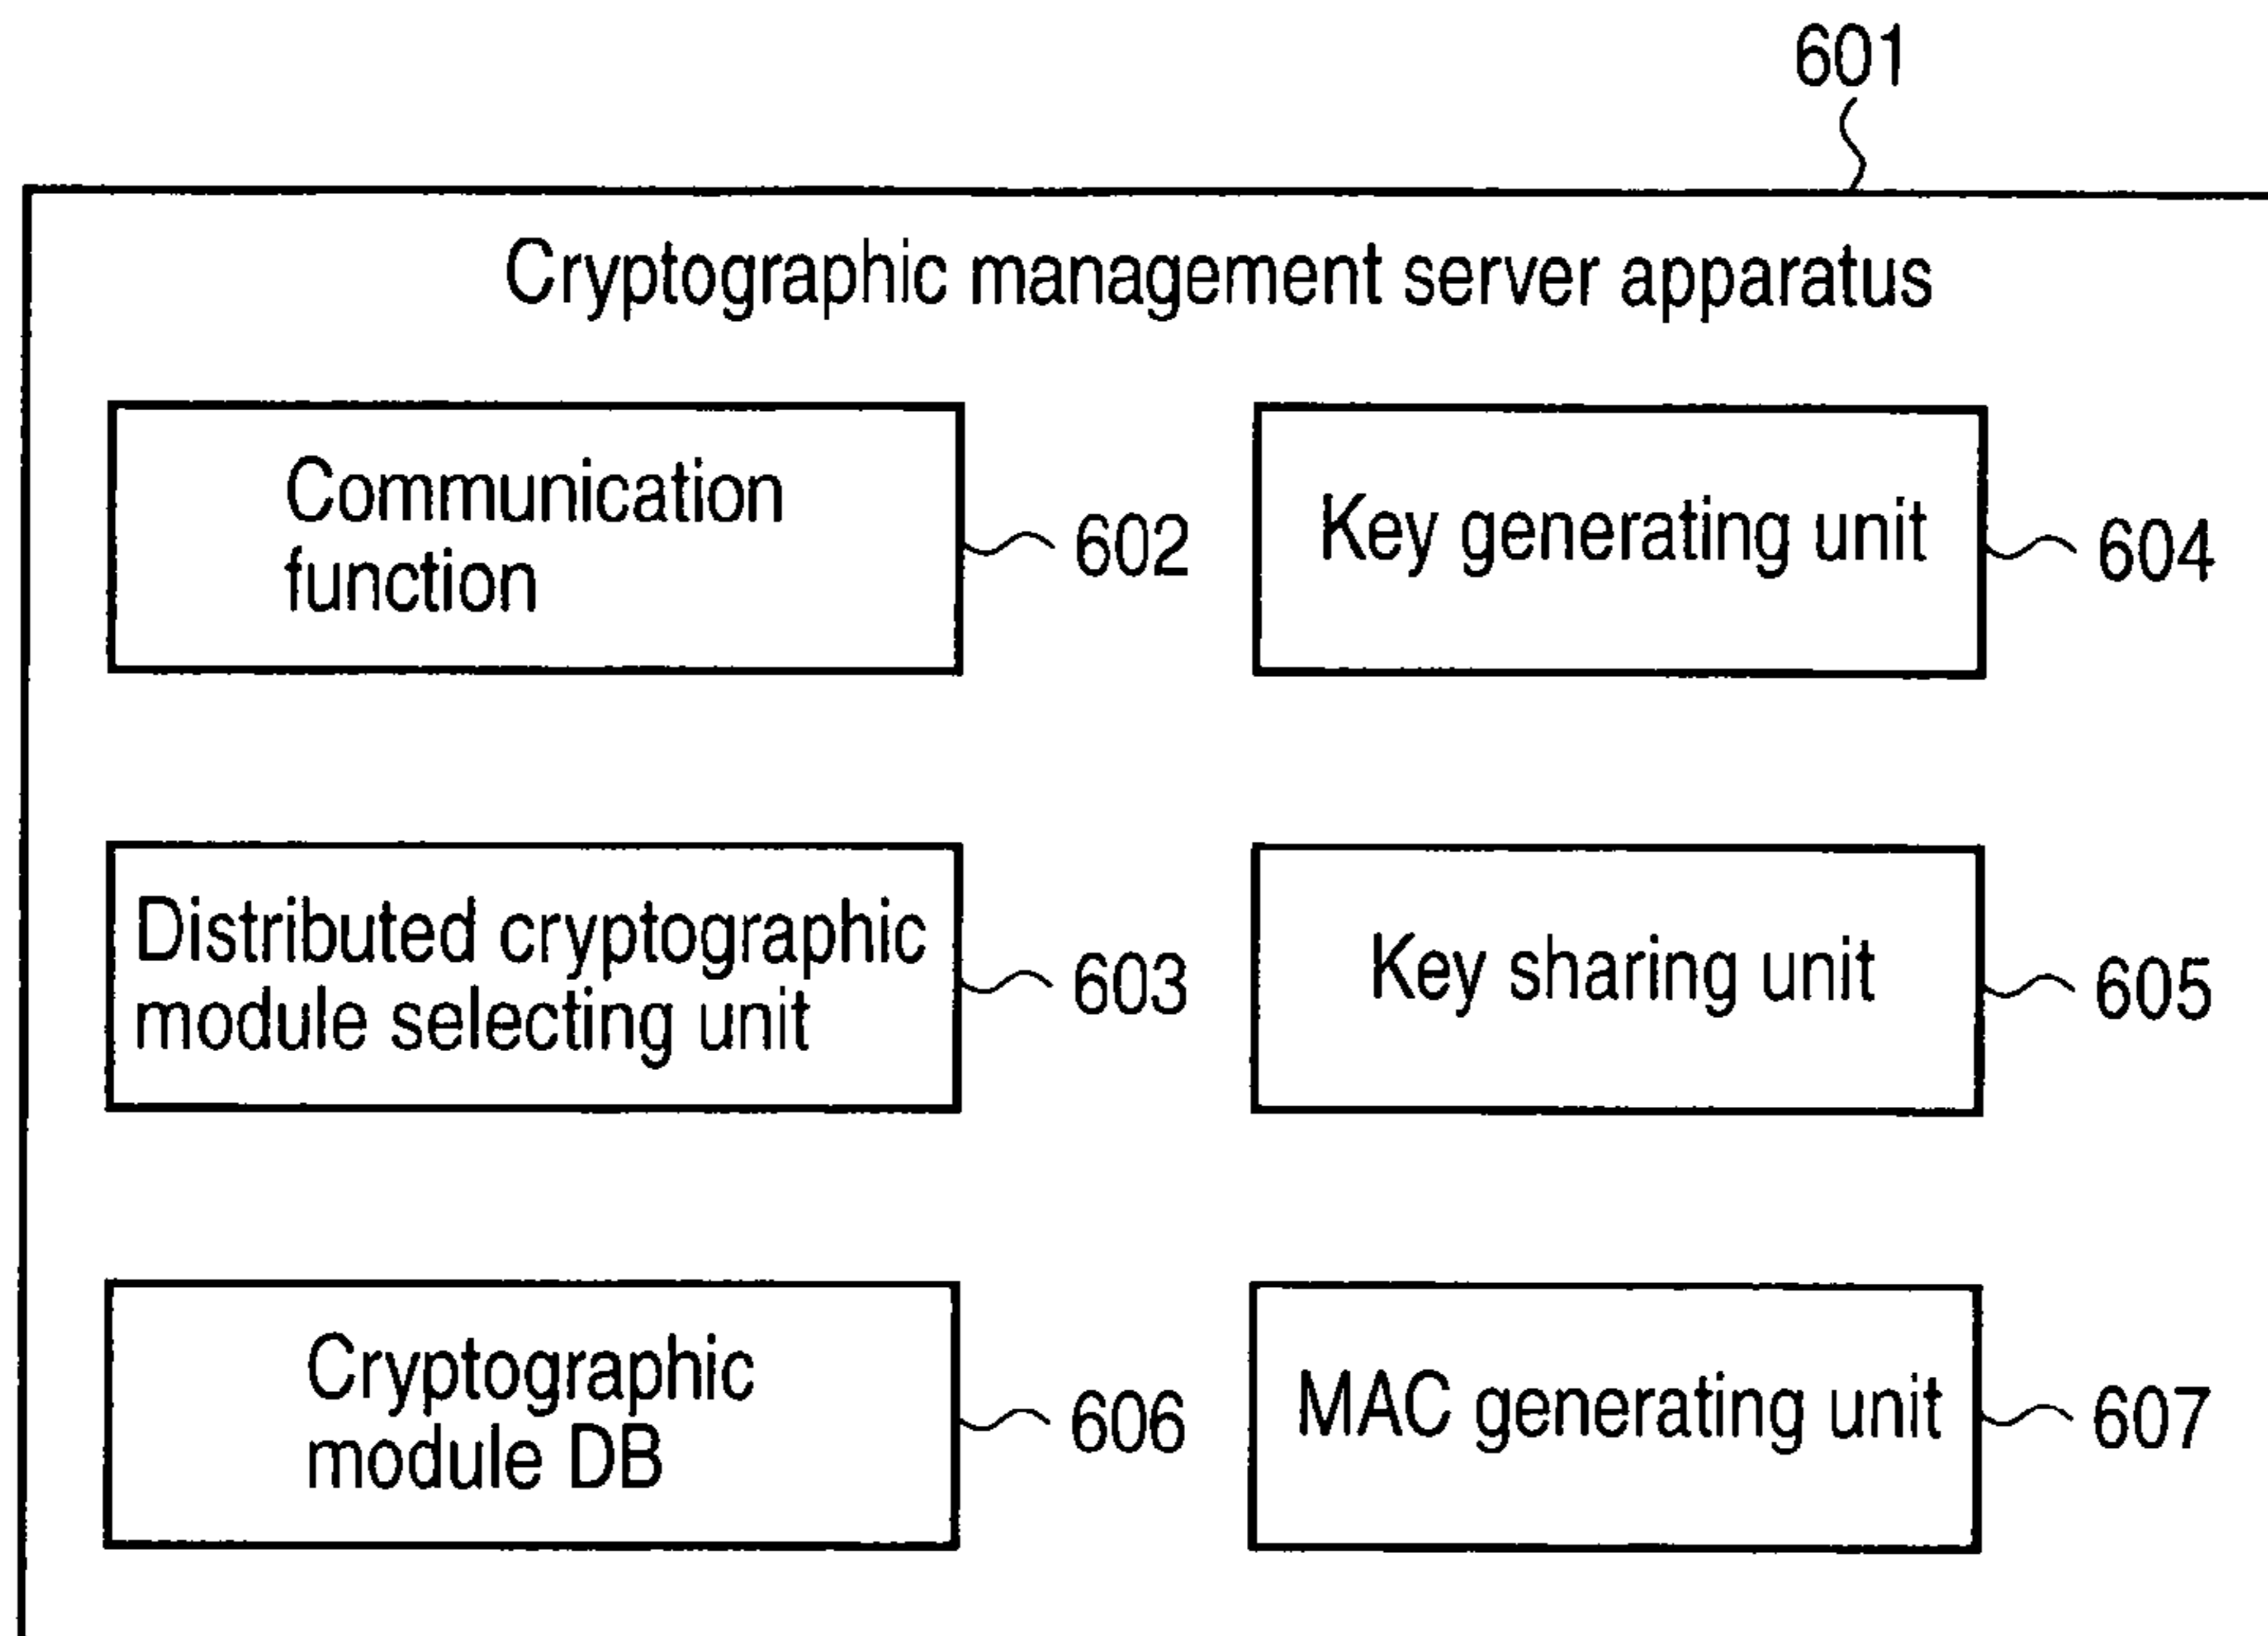 601
Cryptographic management server apparatus
Communication
function
602
Key generating unit
604
Distributed cryptographic
module selecting unit
603
Key sharing unit
605
Cryptographic
module DB
606
MAC generating unit
607